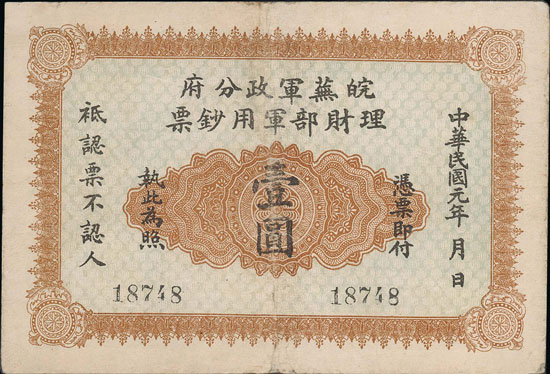 皖蕪軍政分府
理財部軍用鈔票
中華民國元年 月 日
憑票即付
壹圓
執此為照
祗認票不認人
18748
18748